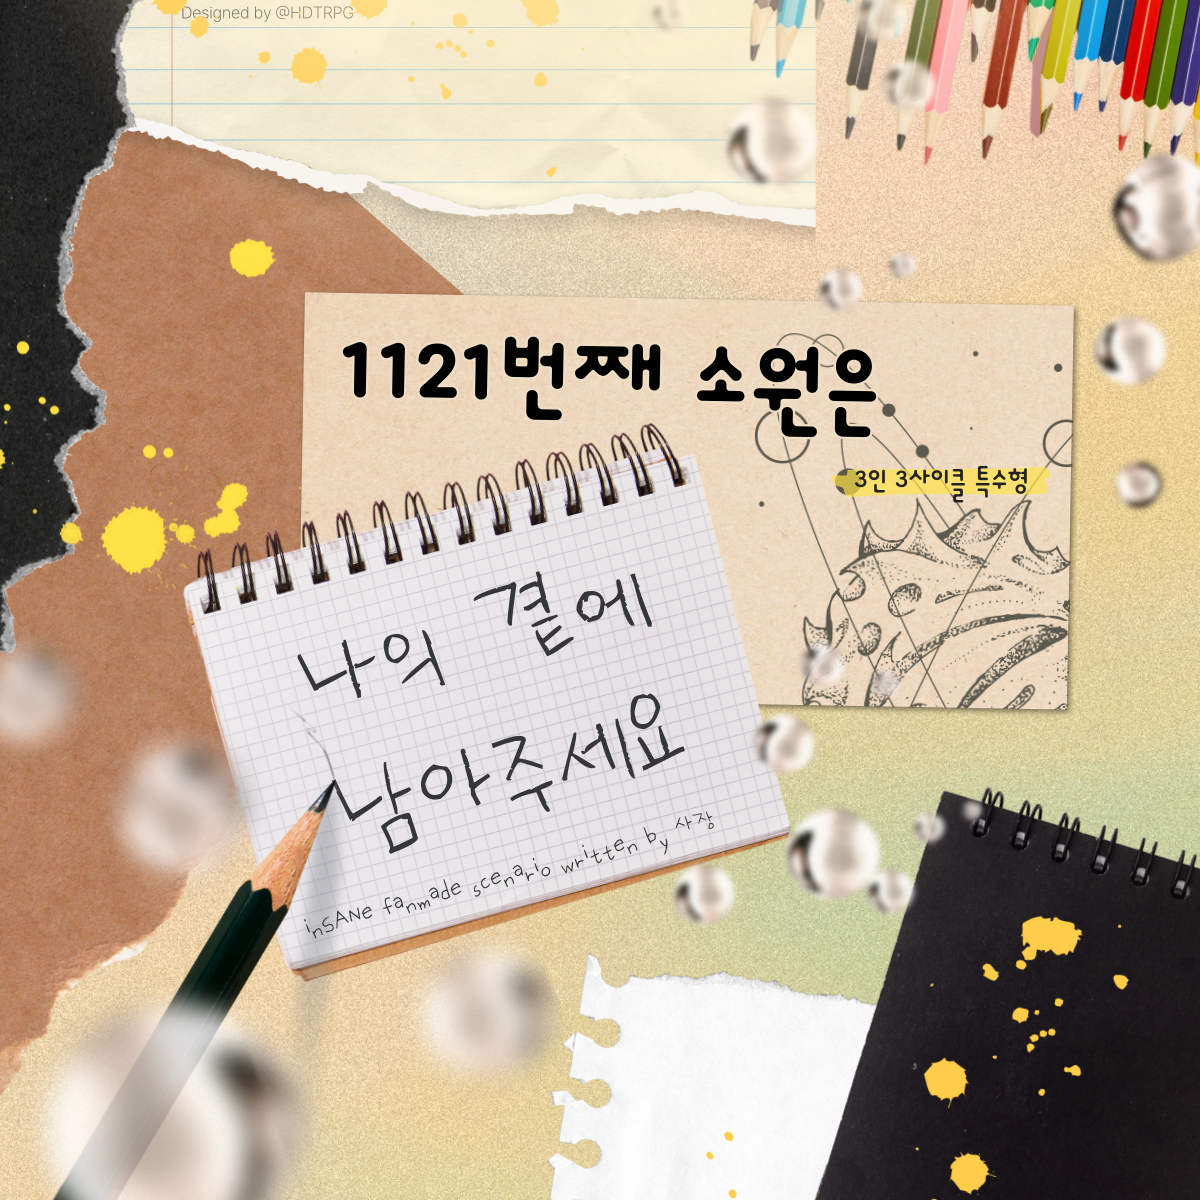 Designed by @HDTRPG
1121번째 소원은
3인 3사이클 특수형
나의 곁에
남아주세요
inSANe fanmade scenario written by 사장